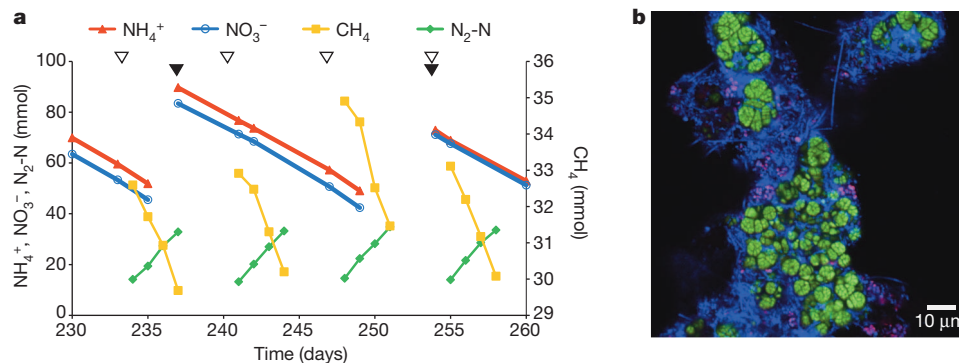 a
NH₄⁺ NO₃⁻ CH₄ N₂-N
NH₄⁺, NO₃⁻, N₂-N (mmol)
100
80
60
40
20
0
36
35
34
33
32
31
30
29
CH₄ (mmol)
230 235 240 245 250 255 260
Time (days)
b
10 µm